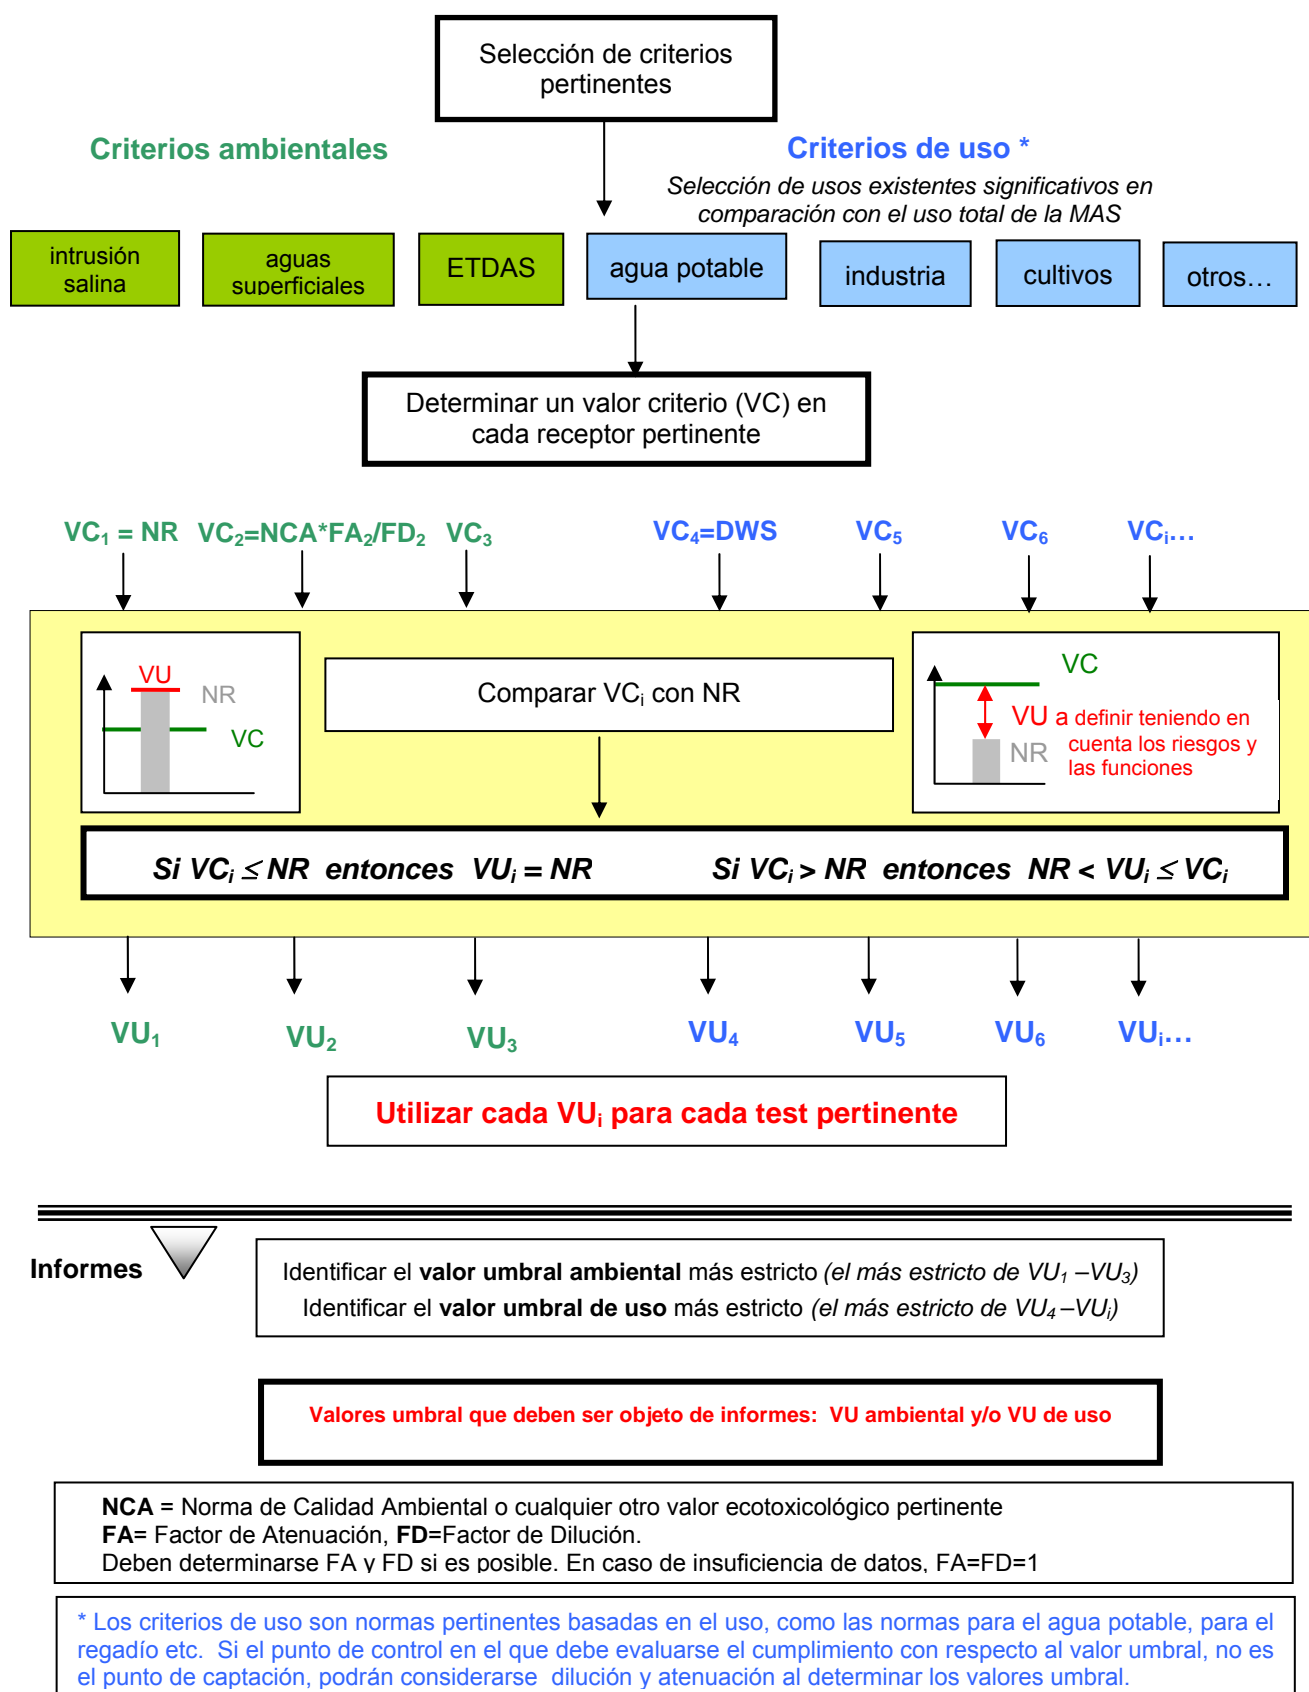 Selección de criterios
pertinentes
Criterios ambientales
Criterios de uso *
Selección de usos existentes significativos en
comparación con el uso total de la MAS
intrusión
salina
aguas
superficiales
ETDAS
agua potable
industria
cultivos
otros…
Determinar un valor criterio (VC) en
cada receptor pertinente
VC₁ = NR
VC₂=NCA*FA₂/FD₂
VC₃
VC₄=DWS
VC₅
VC₆
VCᵢ…
VU
NR
VC
Comparar VCᵢ con NR
VC
VU a definir teniendo en
cuenta los riesgos y
NR las funciones
Si VCᵢ ≤ NR entonces VUᵢ = NR
Si VCᵢ > NR entonces NR < VUᵢ ≤ VCᵢ
VU₁
VU₂
VU₃
VU₄
VU₅
VU₆
VUᵢ…
Utilizar cada VUᵢ para cada test pertinente
Informes
Identificar el valor umbral ambiental más estricto (el más estricto de VU₁ –VU₃)
Identificar el valor umbral de uso más estricto (el más estricto de VU₄ –VUᵢ)
Valores umbral que deben ser objeto de informes: VU ambiental y/o VU de uso
NCA = Norma de Calidad Ambiental o cualquier otro valor ecotoxicológico pertinente
FA= Factor de Atenuación, FD=Factor de Dilución.
Deben determinarse FA y FD si es posible. En caso de insuficiencia de datos, FA=FD=1
* Los criterios de uso son normas pertinentes basadas en el uso, como las normas para el agua potable, para el
regadío etc. Si el punto de control en el que debe evaluarse el cumplimiento con respecto al valor umbral, no es
el punto de captación, podrán considerarse dilución y atenuación al determinar los valores umbral.